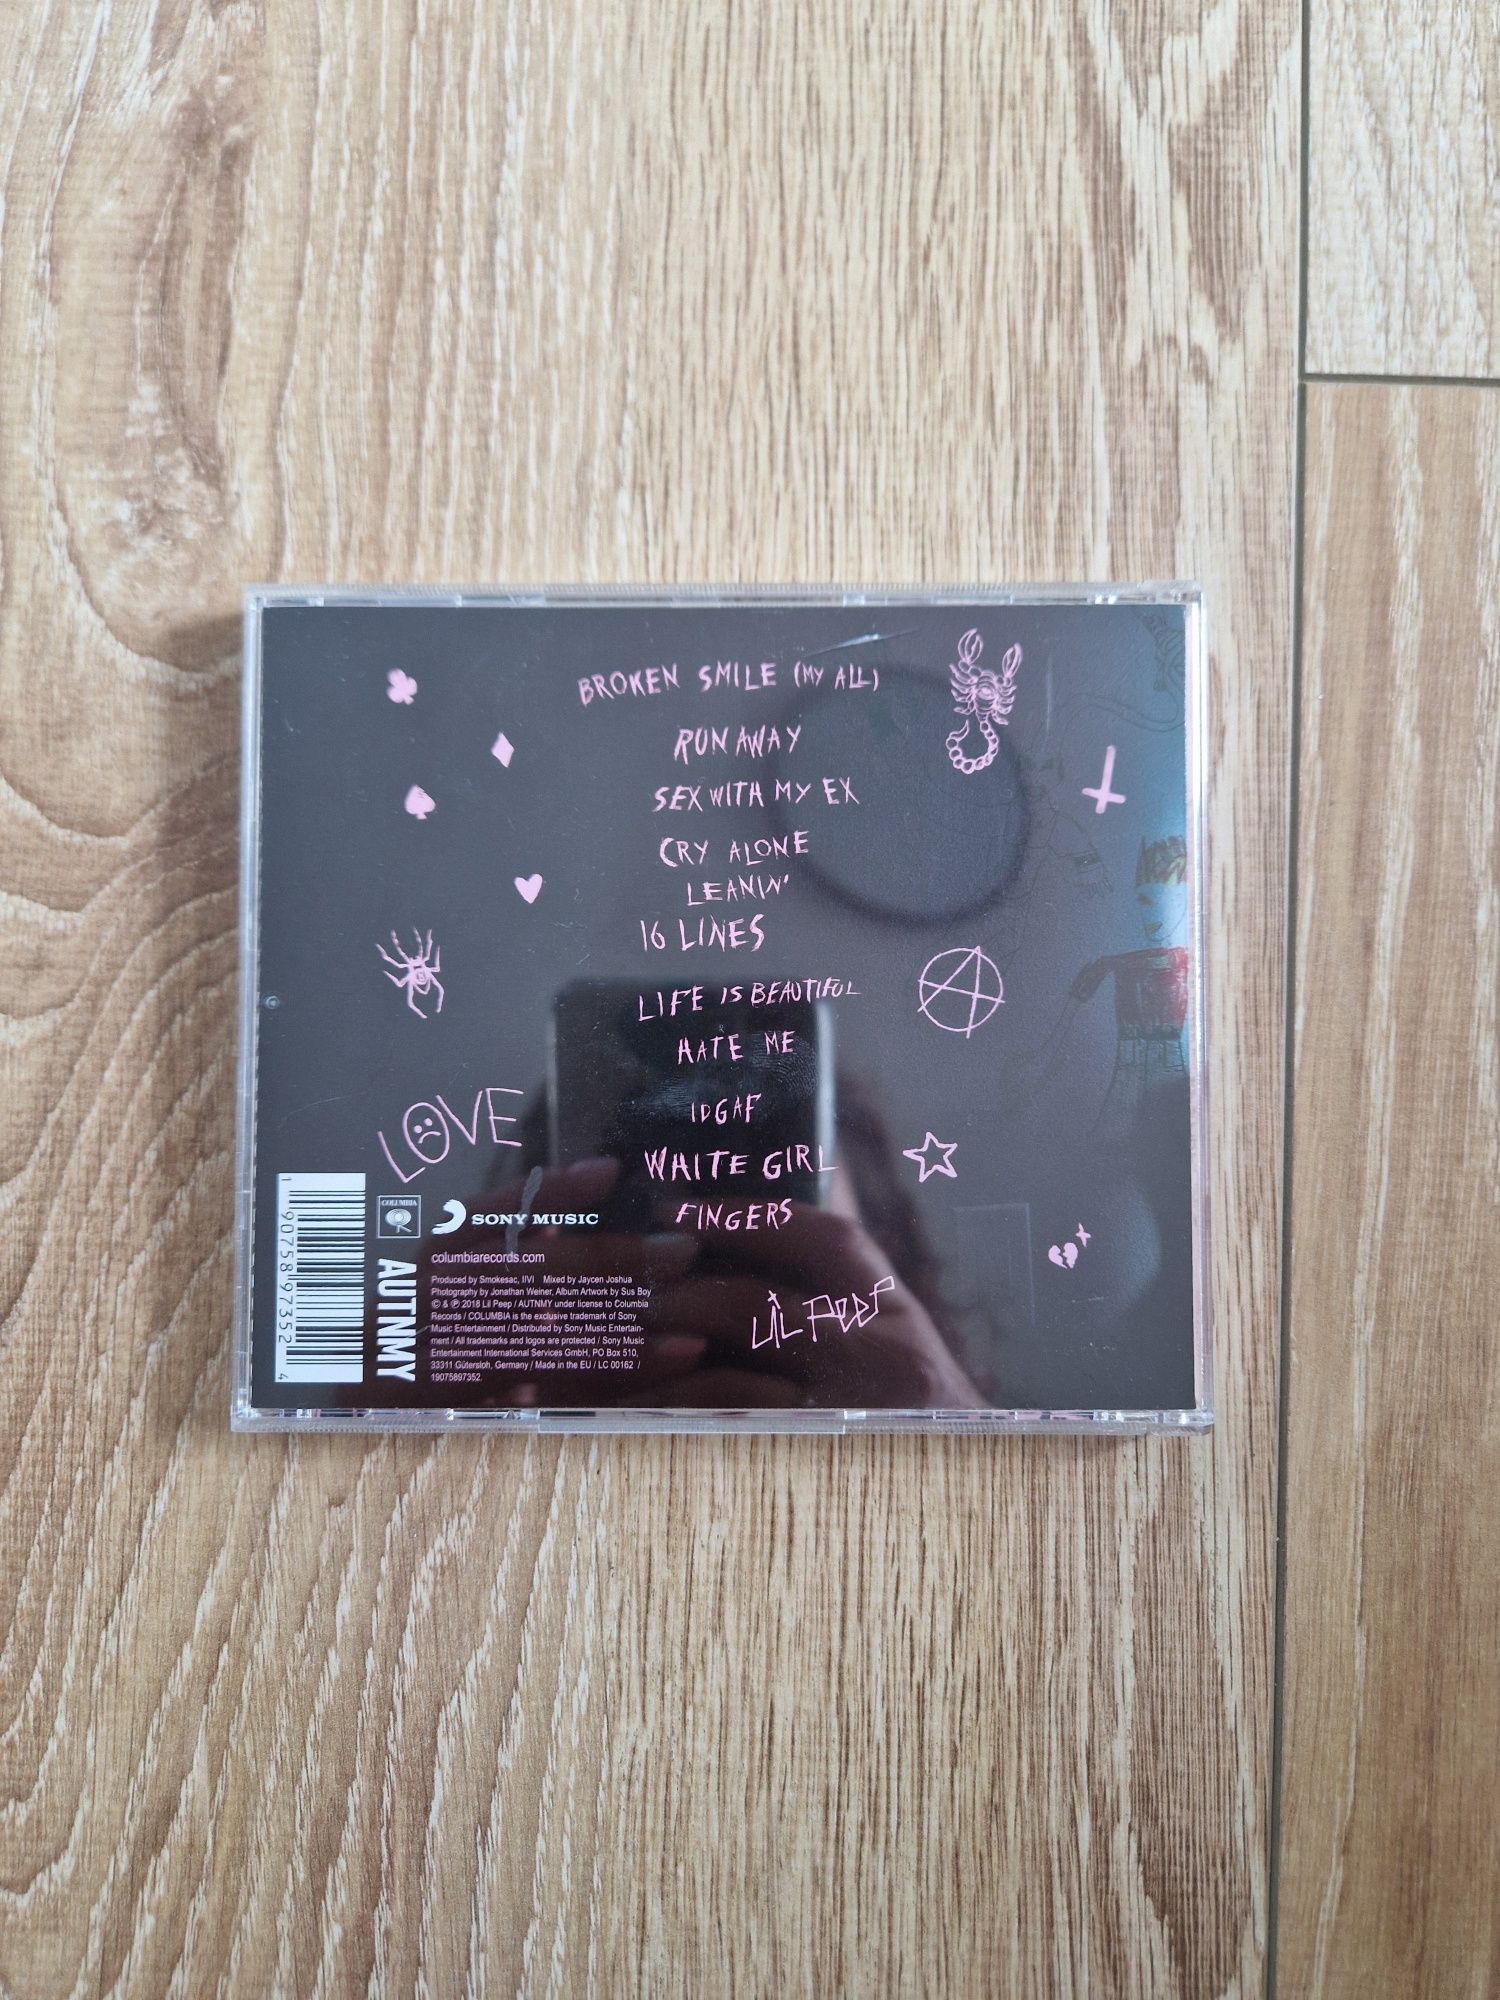 BROKEN SMILE (MY ALL)
RUNAWAY
SEX WITH MY EX
CRY ALONE
LEANIN'
16 LINES
LIFE IS BEAUTIFUL
HATE ME
IDGAF
WHITE GIRL
FINGERS
LOVE
LIL PEEP
1 90758 97352 4
COLUMBIA
AUTNMY
SONY MUSIC
columbiarecords.com
Produced by Smokesac, IIVI Mixed by Jaycen Joshua
Photography by Jonathan Weiner, Album Artwork by Sus Boy
© & ℗ 2018 Lil Peep / AUTNMY under license to Columbia
Records / COLUMBIA is the exclusive trademark of Sony
Music Entertainment / Distributed by Sony Music Entertain-
ment / All trademarks and logos are protected / Sony Music
Entertainment International Services GmbH, PO Box 510,
33311 Gütersloh, Germany / Made in the EU / LC 00162 /
19075897352.